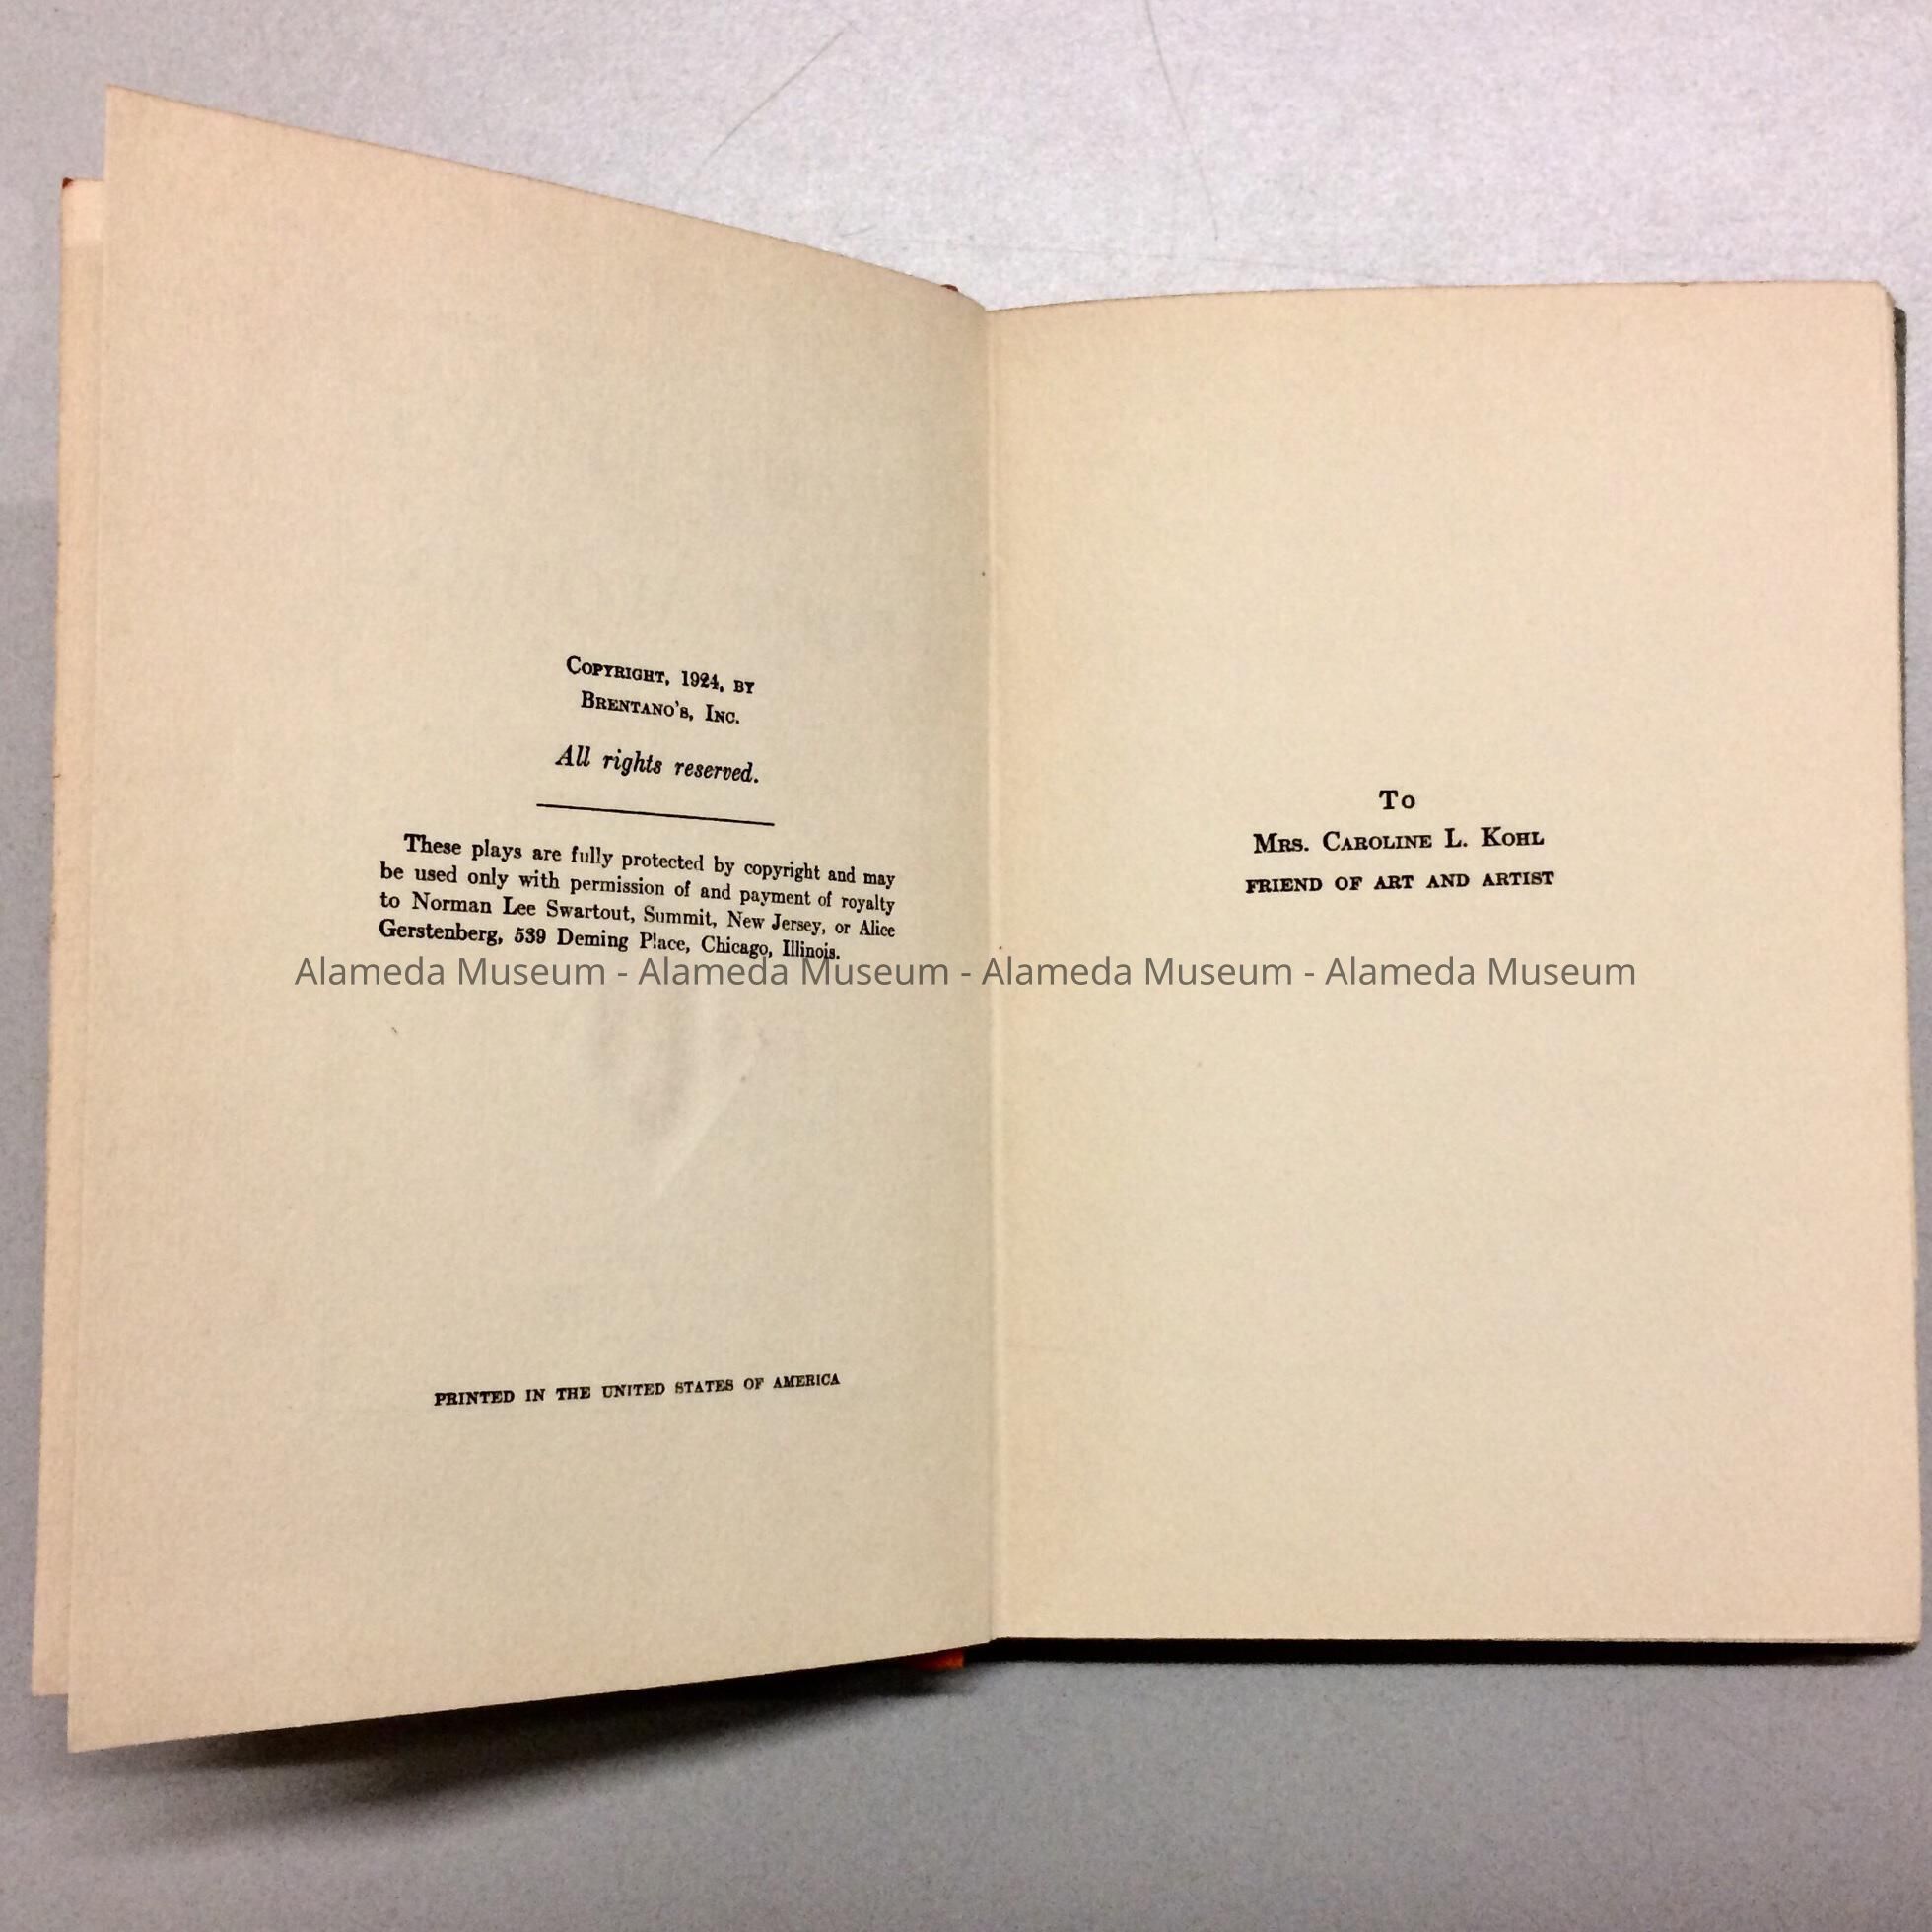 Copyright, 1924, by
Brentano's, Inc.
All rights reserved.
These plays are fully protected by copyright and may
be used only with permission of and payment of royalty
to Norman Lee Swartout, Summit, New Jersey, or Alice
Gerstenberg, 539 Deming Place, Chicago, Illinois.
PRINTED IN THE UNITED STATES OF AMERICA
To
Mrs. Caroline L. Kohl
FRIEND OF ART AND ARTIST
Alameda Museum - Alameda Museum - Alameda Museum - Alameda Museum